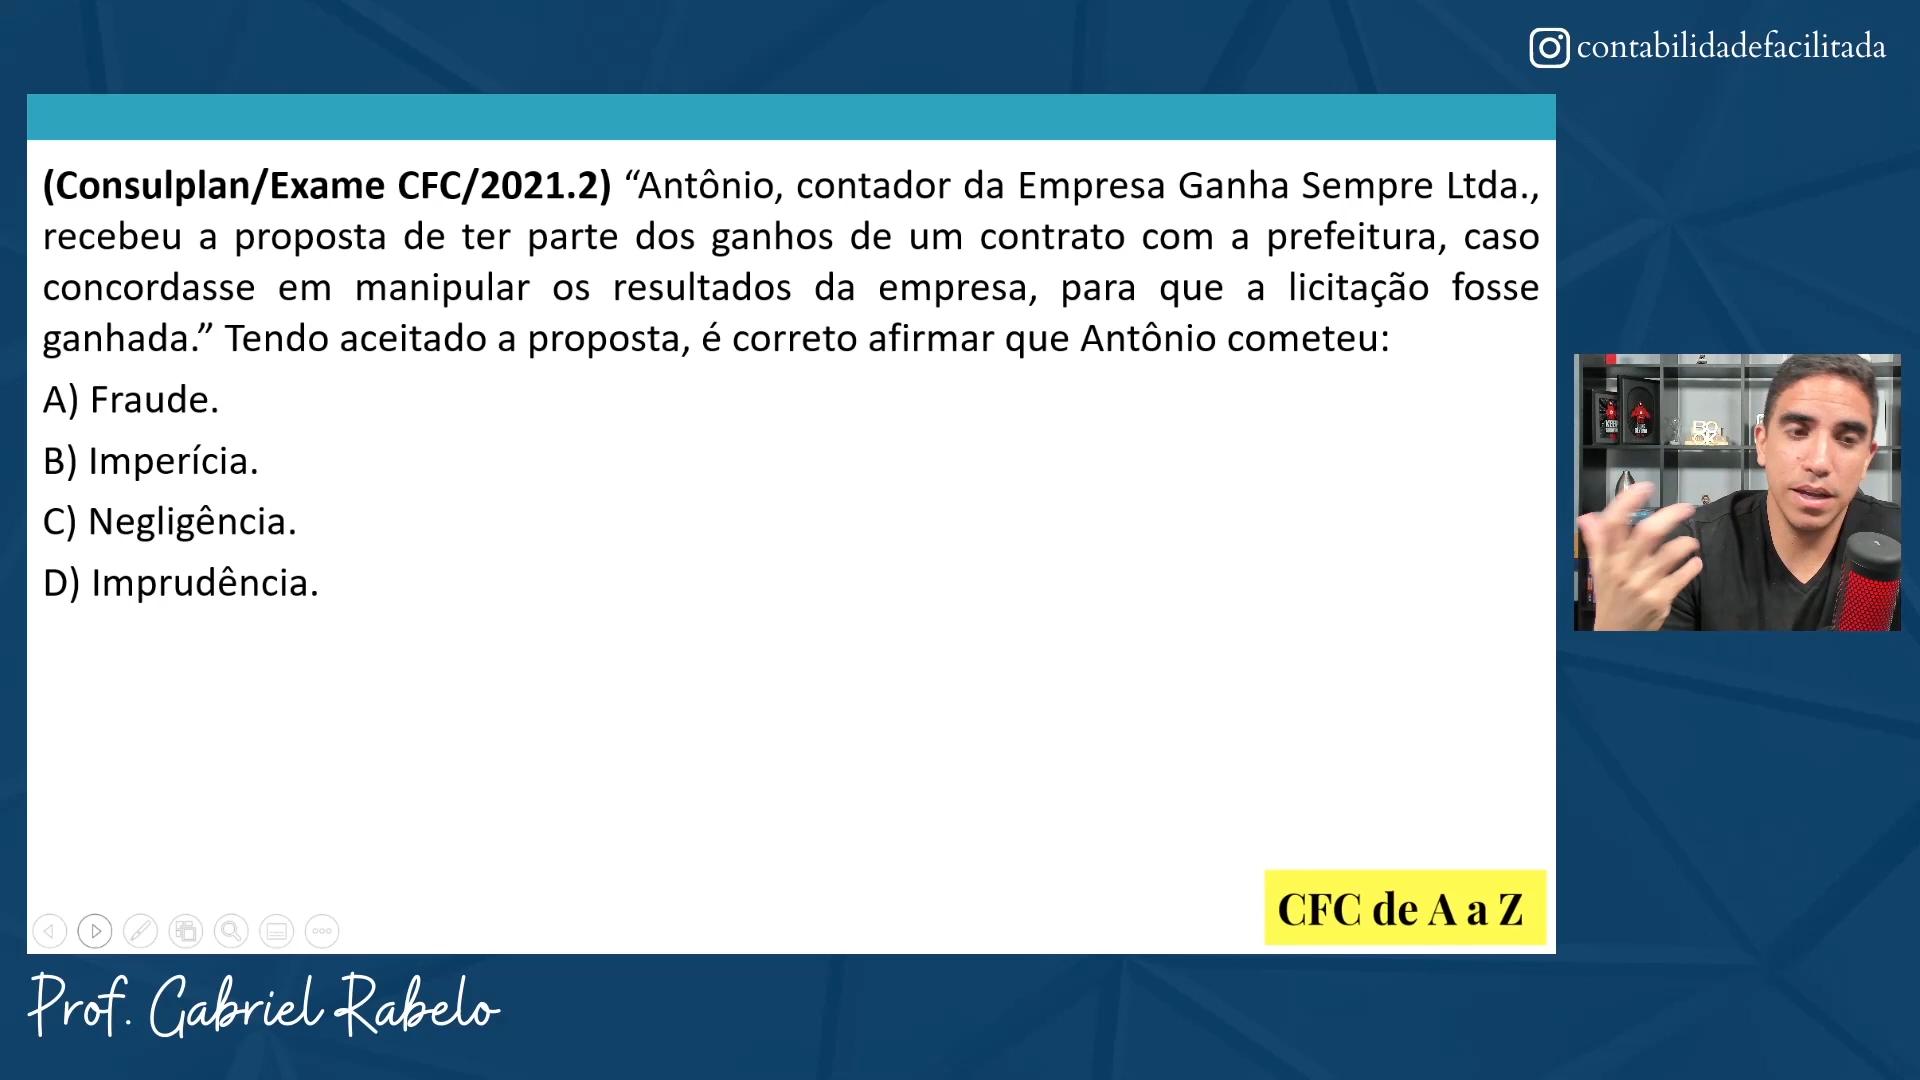 contabilidadefacilitada
(Consulplan/Exame CFC/2021.2) “Antônio, contador da Empresa Ganha Sempre Ltda.,
recebeu a proposta de ter parte dos ganhos de um contrato com a prefeitura, caso
concordasse em manipular os resultados da empresa, para que a licitação fosse
ganhada.” Tendo aceitado a proposta, é correto afirmar que Antônio cometeu:
A) Fraude.
B) Imperícia.
C) Negligência.
D) Imprudência.
CFC de A a Z
Prof. Gabriel Rabelo